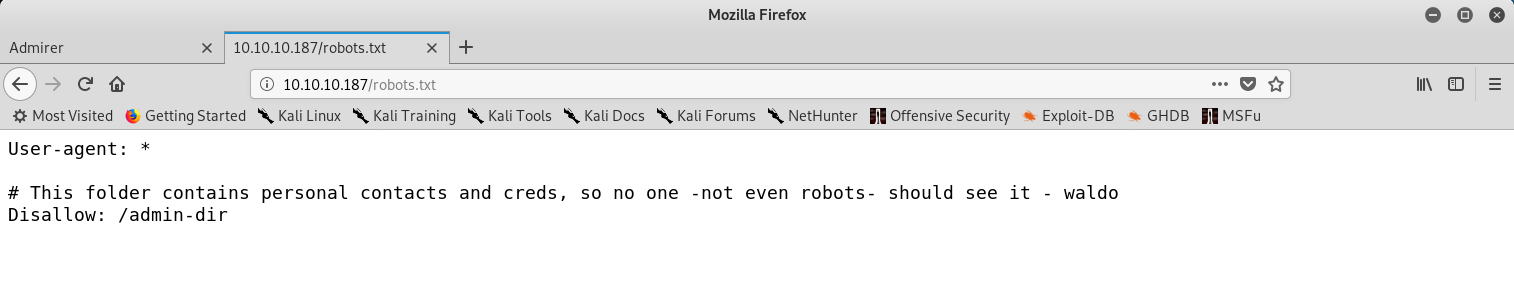 Mozilla Firefox
Admirer
10.10.10.187/robots.txt
10.10.10.187/robots.txt
Most Visited Getting Started Kali Linux Kali Training Kali Tools Kali Docs Kali Forums NetHunter Offensive Security Exploit-DB GHDB MSFu
User-agent: *
# This folder contains personal contacts and creds, so no one -not even robots- should see it - waldo
Disallow: /admin-dir